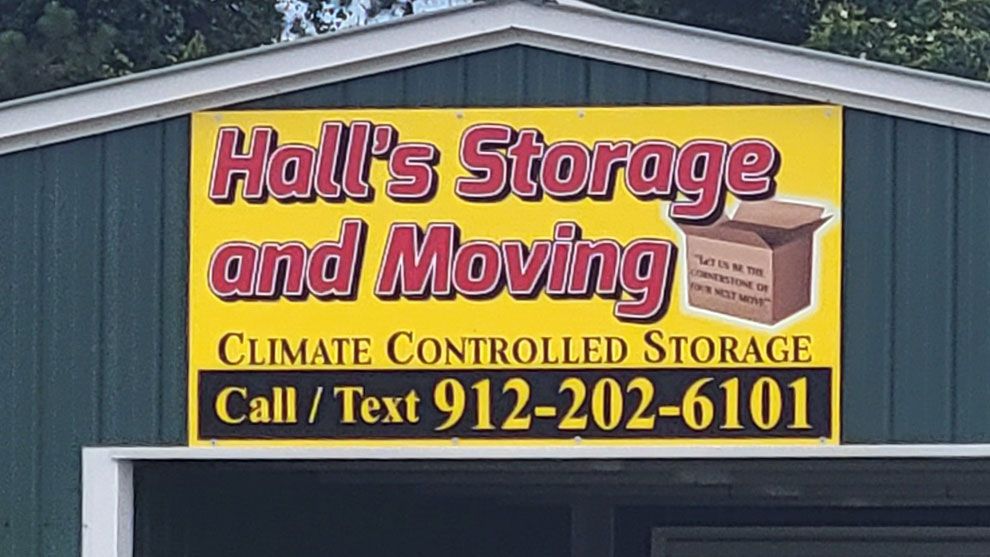 Hall's Storage
and Moving
"LET US BE THE
CORNERSTONE OF
YOUR NEXT MOVE"
CLIMATE CONTROLLED STORAGE
Call / Text 912-202-6101